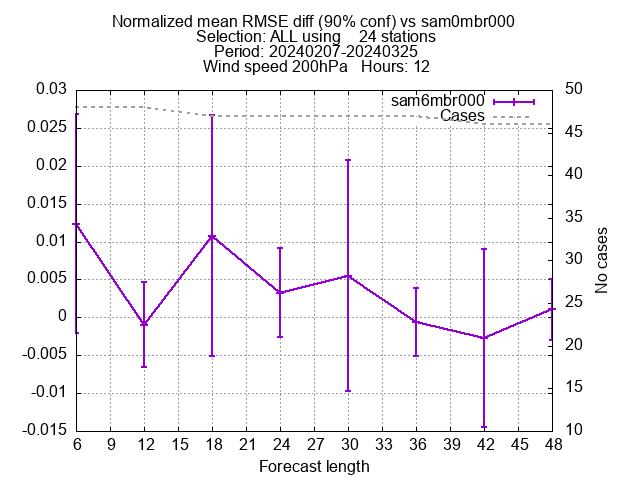 Normalized mean RMSE diff (90% conf) vs sam0mbr000
Selection: ALL using    24 stations
Period: 20240207-20240325
Wind speed 200hPa   Hours: 12
sam6mbr000
Cases
0.03
0.025
0.02
0.015
0.01
0.005
0
-0.005
-0.01
-0.015
50
45
40
35
30
25
20
15
10
No cases
6 9 12 15 18 21 24 27 30 33 36 39 42 45 48
Forecast length